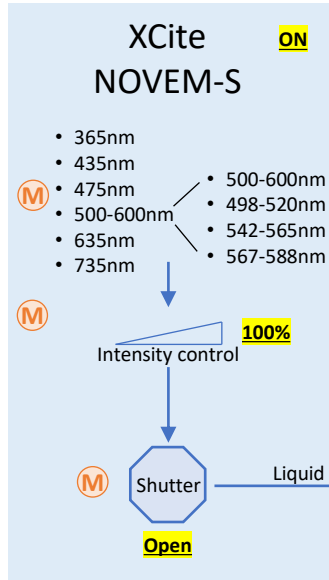 XCite
ON
NOVEM-S
• 365nm
• 435nm
• 475nm
• 500-600nm
• 635nm
• 735nm
• 500-600nm
• 498-520nm
• 542-565nm
• 567-588nm
M
M
100%
Intensity control
M
Shutter
Liquid
Open